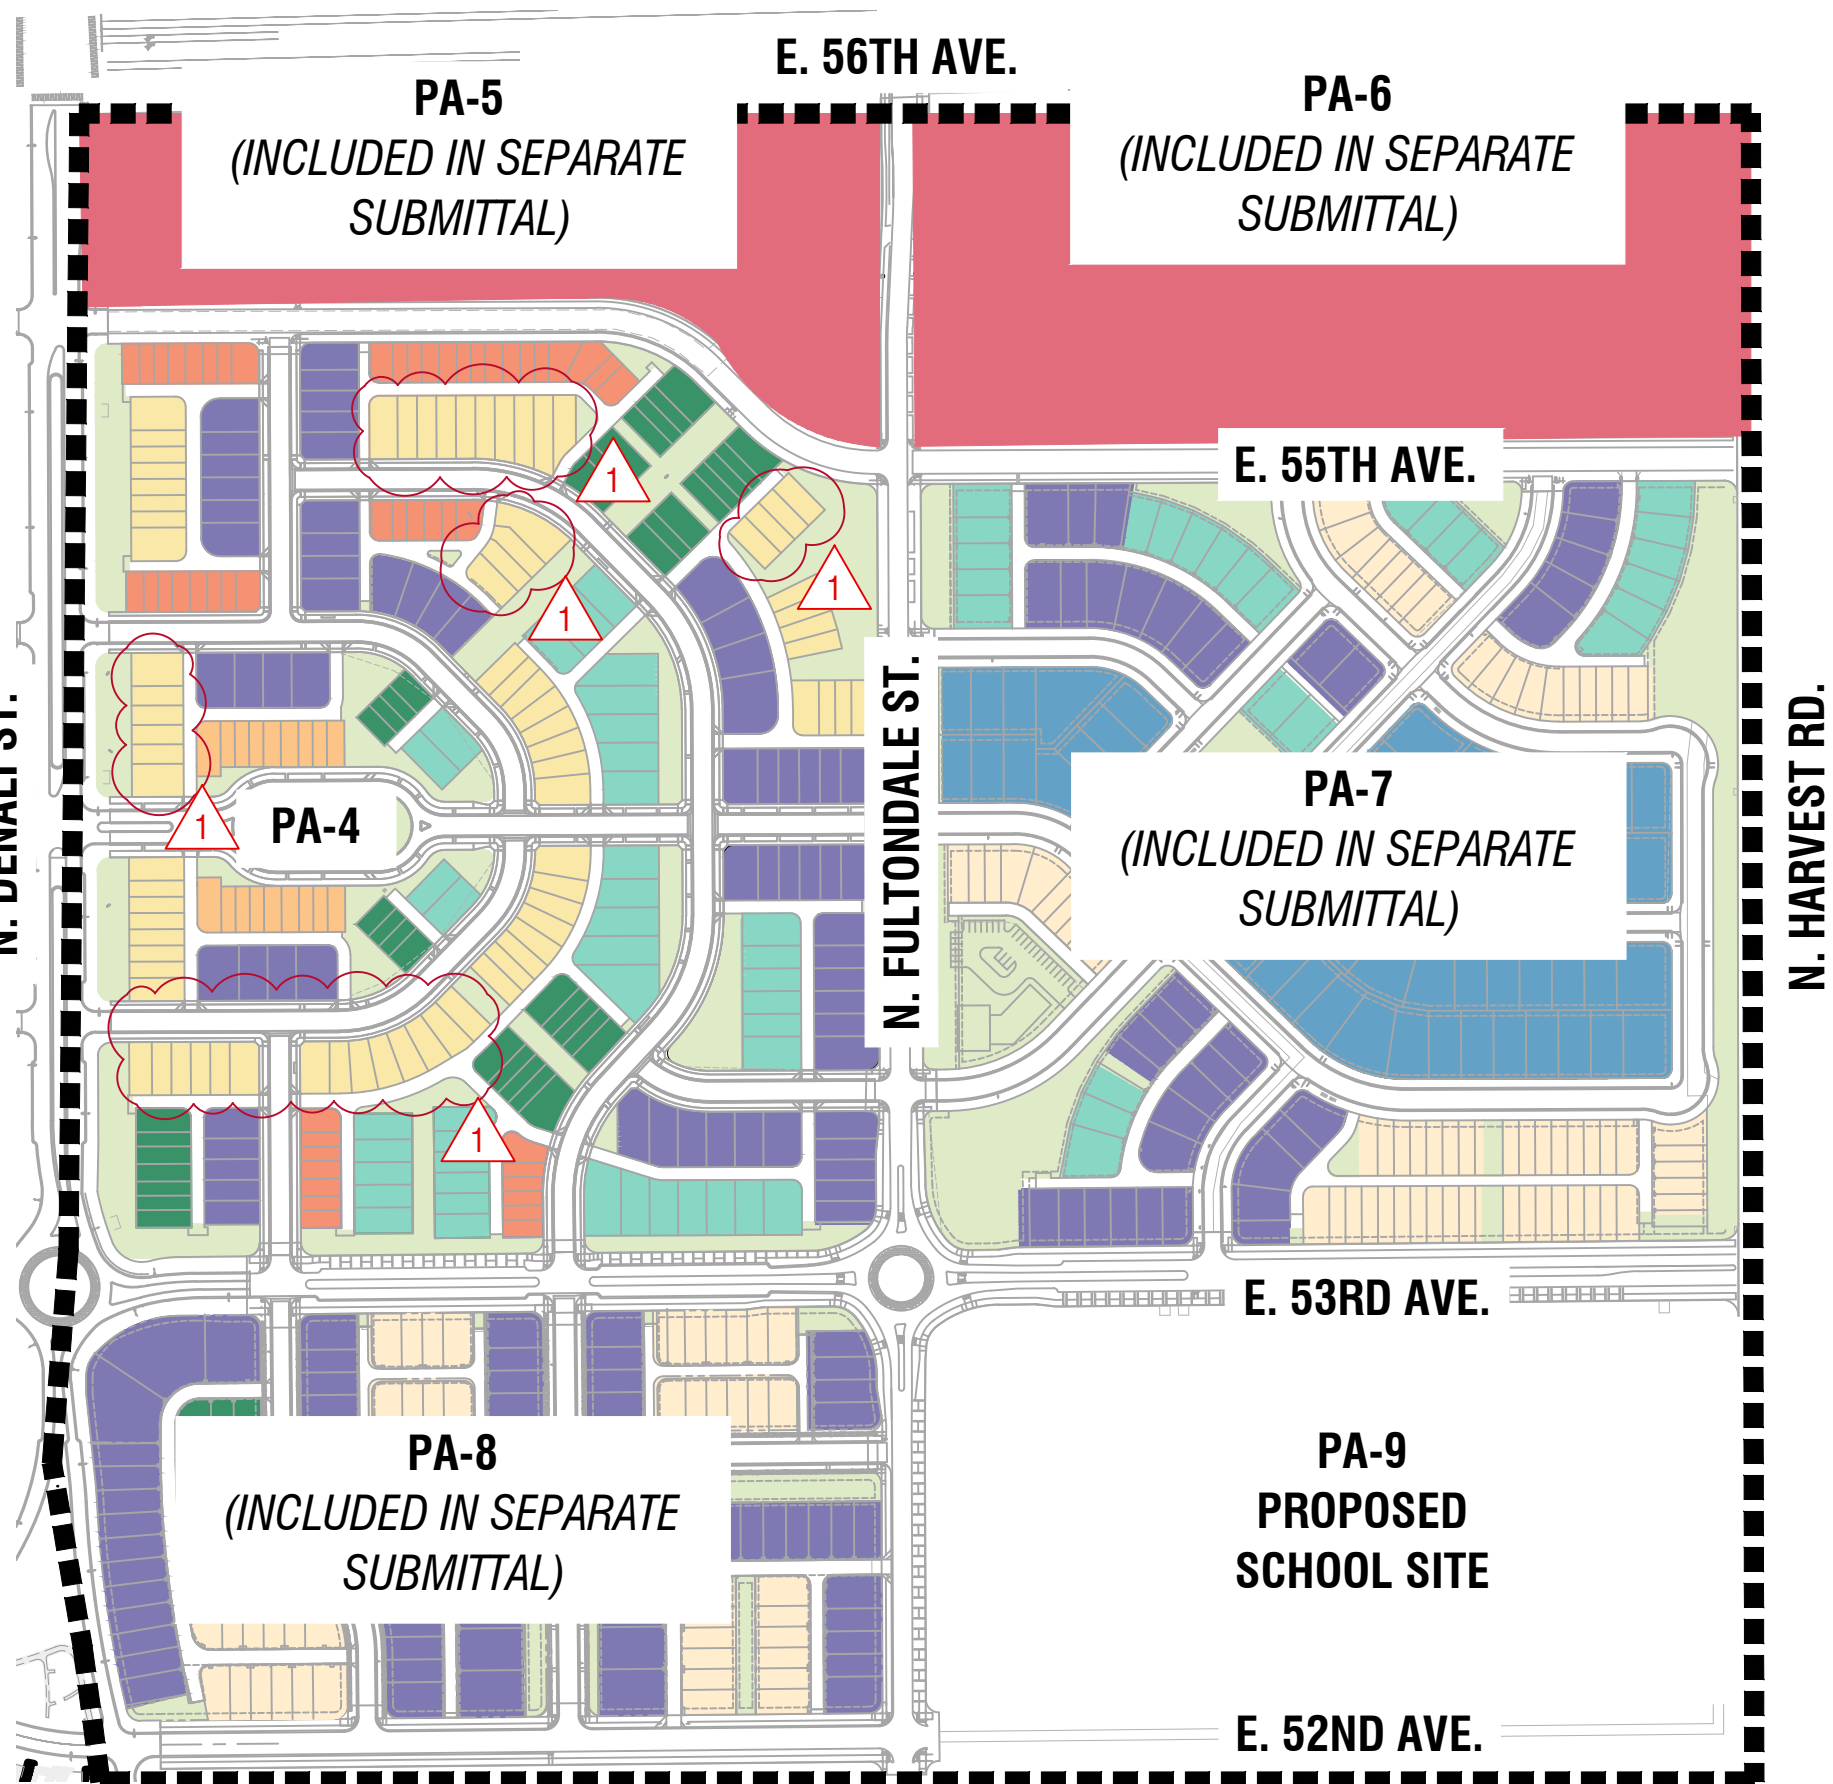 E. 56TH AVE.
PA-5
(INCLUDED IN SEPARATE
SUBMITTAL)
PA-6
(INCLUDED IN SEPARATE
SUBMITTAL)
E. 55TH AVE.
1
1
1
N. DENALI ST.
1
PA-4
N. FULTONDALE ST.
PA-7
(INCLUDED IN SEPARATE
SUBMITTAL)
N. HARVEST RD.
1
E. 53RD AVE.
PA-8
(INCLUDED IN SEPARATE
SUBMITTAL)
PA-9
PROPOSED
SCHOOL SITE
E. 52ND AVE.